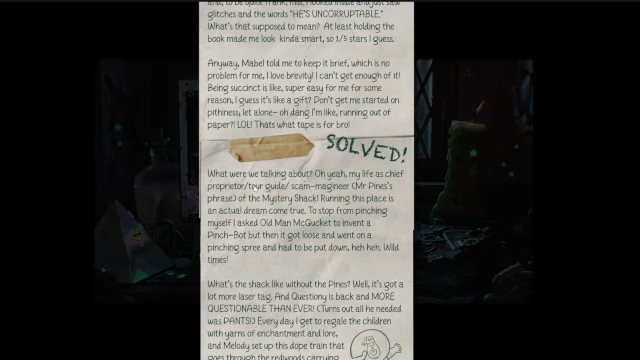 and, to be quite frank, mid, I looked inside and just saw
glitches and the words "HE'S UNCORRUPTABLE."
What's that supposed to mean? At least holding the
book made me look kinda smart, so 1/5 stars I guess.
Anyway, Mabel told me to keep it brief, which is no
problem for me, I love brevity! I can't get enough of it!
Being succinct is like, super easy for me for some
reason, I guess it's like a gift? Don't get me started on
pithiness, let alone— oh dang I'm like, running out of
paper?! LOL! Thats what tape is for bro!
SOLVED!
What were we talking about? Oh yeah, my life as chief
proprietor/tour guide/ scam-magineer (Mr Pines's
phrase) of the Mystery Shack! Running this place is
an actual dream come true. To stop from pinching
myself I asked Old Man McGucket to invent a
Pinch-Bot but then it got loose and went on a
pinching spree and had to be put down, heh heh. Wild
times!
What's the shack like without the Pines? Well, it's got a
lot more laser tag. And Questiony is back and MORE
QUESTIONABLE THAN EVER! (Turns out all he needed
was PANTS!) Every day I get to regale the children
with yarns of enchantment and lore,
and Melody set up this dope train that
goes through the redwoods carrying